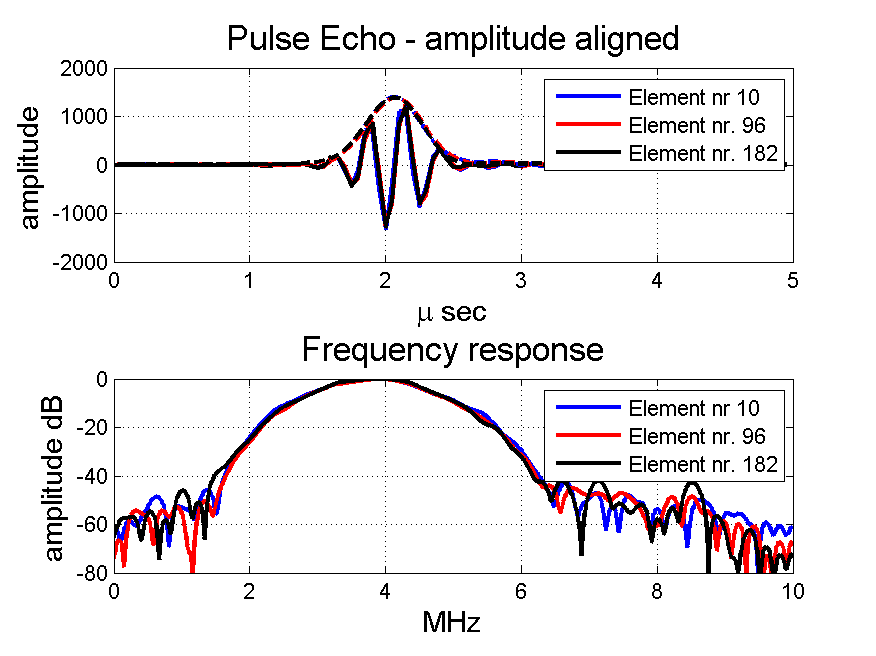 Pulse Echo - amplitude aligned
2000
1000
0
-1000
-2000
amplitude
Element nr 10
Element nr. 96
Element nr. 182
0 1 2 3 4 5
μ sec
Frequency response
0
-20
-40
-60
-80
amplitude dB
Element nr 10
Element nr. 96
Element nr. 182
0 2 4 6 8 10
MHz